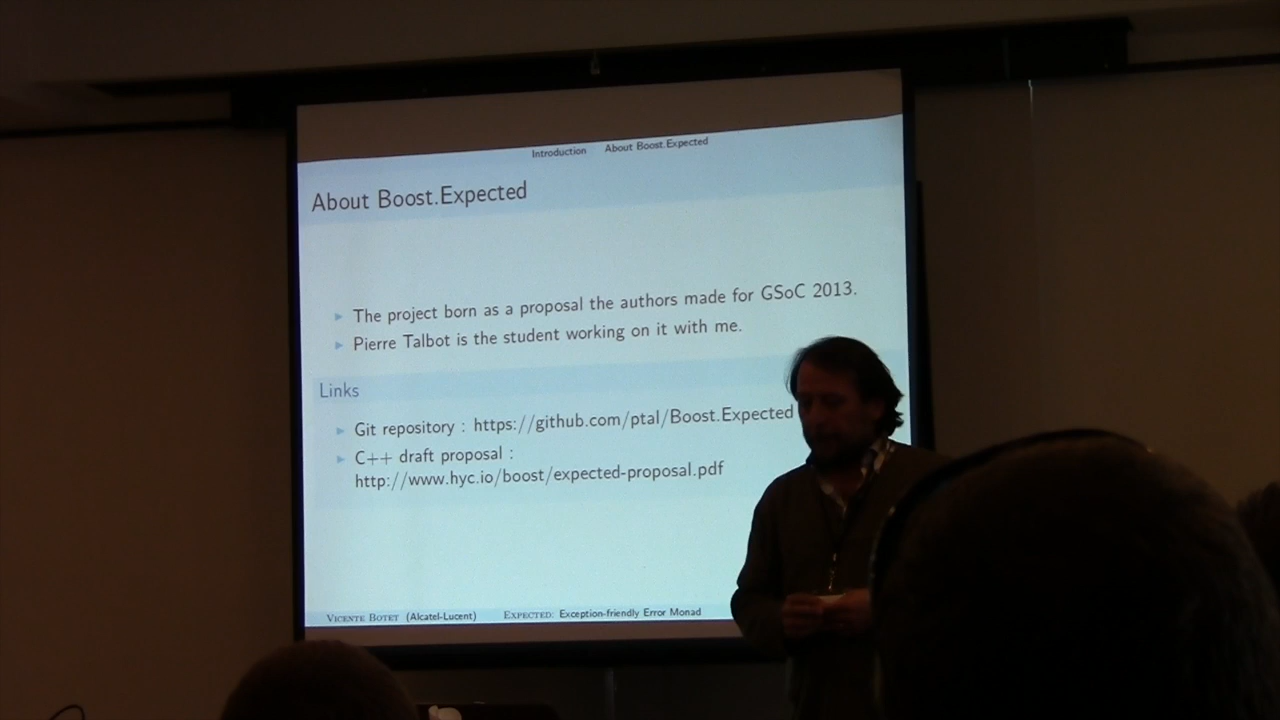 Introduction About Boost.Expected
About Boost.Expected
The project born as a proposal the authors made for GSoC 2013.
Pierre Talbot is the student working on it with me.
Links
Git repository : https://github.com/ptal/Boost.Expected
C++ draft proposal :
http://www.hyc.io/boost/expected-proposal.pdf
Vicente Botet (Alcatel-Lucent) Expected: Exception-friendly Error Monad